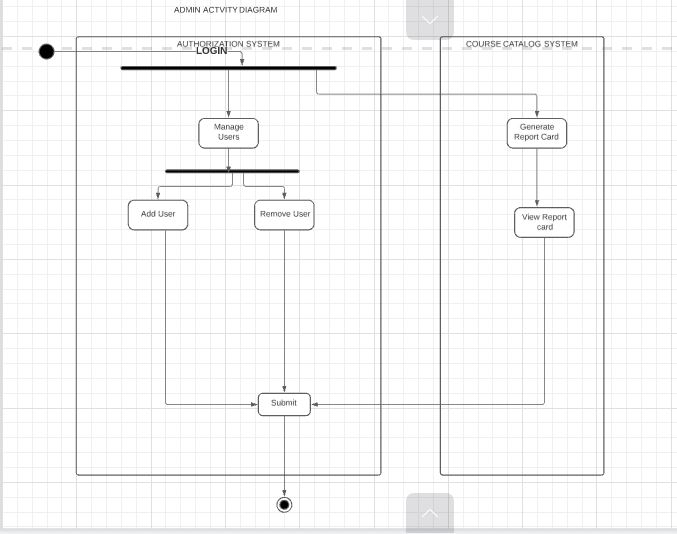 ADMIN ACTVITY DIAGRAM
AUTHORIZATION SYSTEM
COURSE CATALOG SYSTEM
LOGIN
Manage
Users
Generate
Report Card
Add User
Remove User
View Report
card
Submit